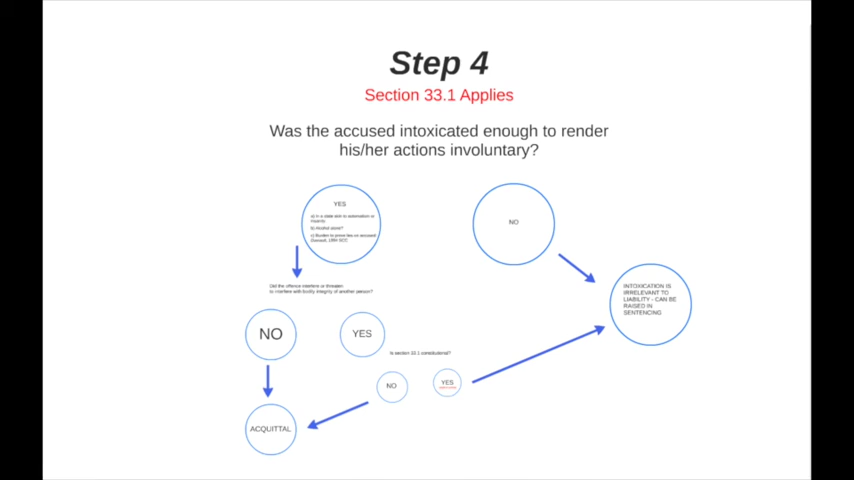 Step 4
Section 33.1 Applies
Was the accused intoxicated enough to render
his/her actions involuntary?
YES
a) In a state akin to automatism or
insanity
b) Alcohol alone?
c) Burden to prove lies on accused
Daviault, 1994 SCC
NO
Did the offence interfere or threaten
to interfere with bodily integrity of another person?
INTOXICATION IS
IRRELEVANT TO
LIABILITY - CAN BE
RAISED IN
SENTENCING
NO
YES
Is section 33.1 constitutional?
NO
YES
ACQUITTAL